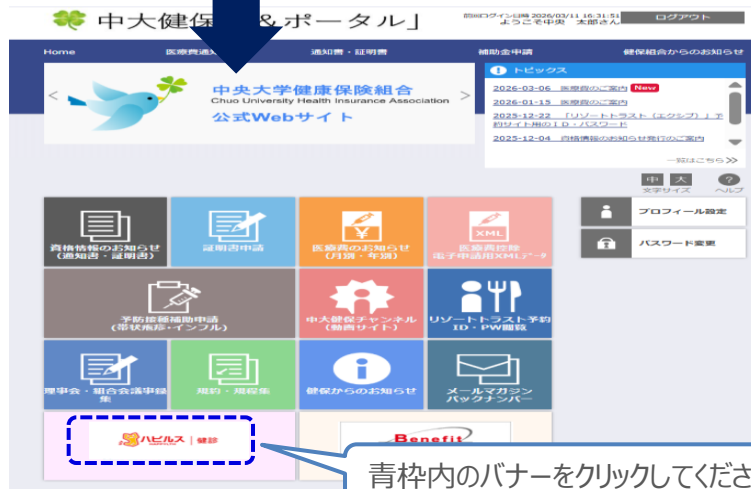 中大健保 &ポータル」
前回ログイン日時 2026/03/11 16:31:51
ようこそ中央 太郎さん
ログアウト
Home
医療費通
通知書・証明書
補助金申請
健保組合からのお知らせ
中央大学健康保険組合
Chuo University Health Insurance Association
公式Webサイト
トピックス
2026-03-06 医療費のご案内 New
2026-01-15 医療費のご案内
2025-12-22 「リゾートトラスト（エクシブ）」予
約サイト用のID・パスワード
2025-12-04 資格情報のお知らせ発行のご案内
一覧はこちら
中 大 ?
文字サイズ ヘルプ
プロフィール設定
パスワード変更
資格情報のお知らせ
(通知書・証明書)
証明書申請
医療費のお知らせ
(月別・年別)
XML
医療費控除
電子申請用XMLデータ
予防接種補助申請
(帯状疱疹・インフル)
中大健保チャンネル
(動画サイト)
リゾートトラスト予約
ID・PW閲覧
理事会・組合会議事録
集
規約・規程集
健保からのお知らせ
メールマガジン
バックナンバー
ハピルス | 健診
Benefit
青枠内のバナーをクリックしてくださ